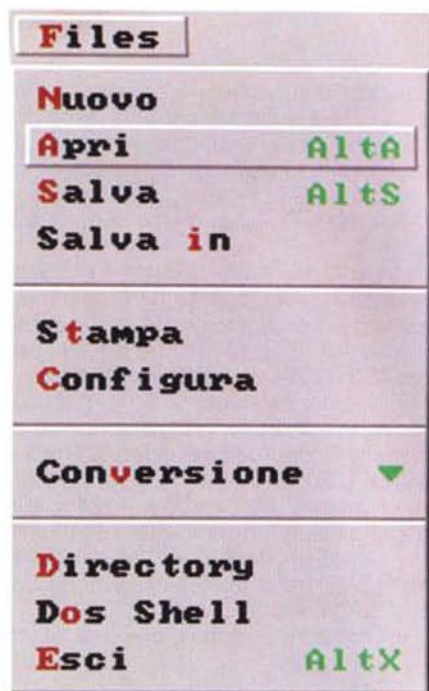 Files
Nuovo
Apri AltA
Salva AltS
Salva in
Stampa
Configura
Conversione
Directory
Dos Shell
Esci AltX